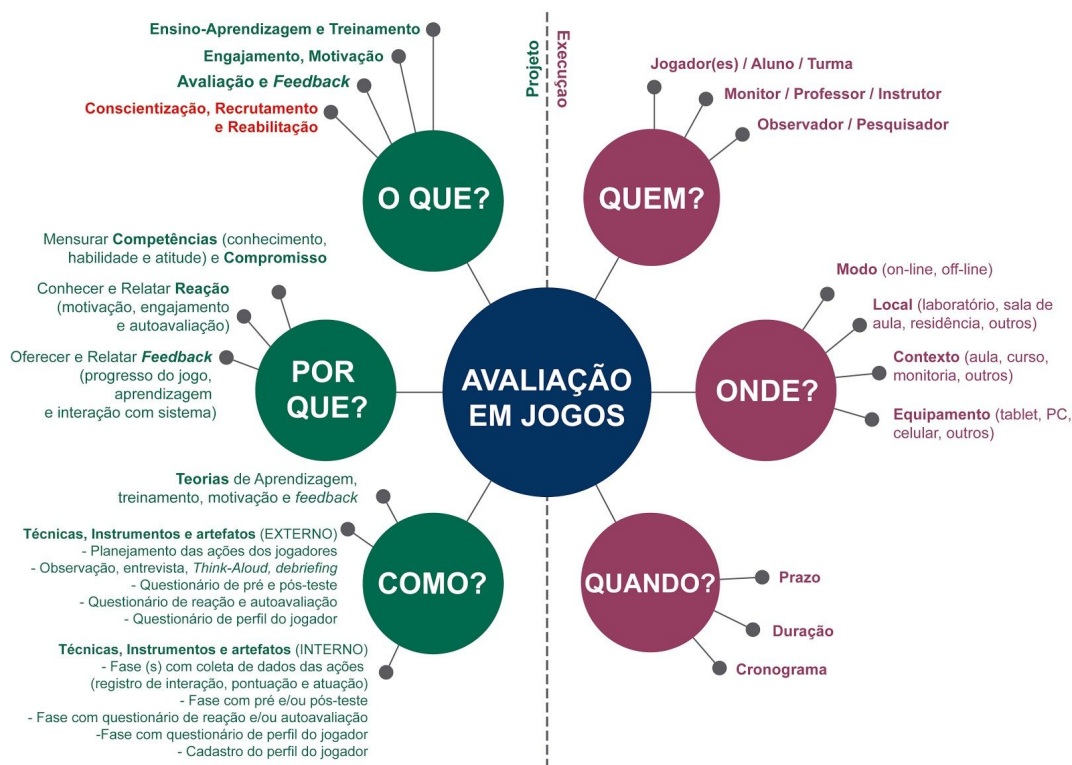 Ensino-Aprendizagem e Treinamento
Engajamento, Motivação
Avaliação e Feedback
Conscientização, Recrutamento
e Reabilitação
O QUE?
Mensurar Competências (conhecimento,
habilidade e atitude) e Compromisso
Conhecer e Relatar Reação
(motivação, engajamento
e autoavaliação)
Oferecer e Relatar Feedback
(progresso do jogo,
aprendizagem
e interação com sistema)
POR
QUE?
Teorias de Aprendizagem,
treinamento, motivação e feedback
Técnicas, Instrumentos e artefatos (EXTERNO)
- Planejamento das ações dos jogadores
- Observação, entrevista, Think-Aloud, debriefing
- Questionário de pré e pós-teste
- Questionário de reação e autoavaliação
- Questionário de perfil do jogador
COMO?
Técnicas, Instrumentos e artefatos (INTERNO)
- Fase (s) com coleta de dados das ações
(registro de interação, pontuação e atuação)
- Fase com pré e/ou pós-teste
- Fase com questionário de reação e/ou autoavaliação
-Fase com questionário de perfil do jogador
- Cadastro do perfil do jogador
AVALIAÇÃO
EM JOGOS
Projeto
Execuçao
Jogador(es) / Aluno / Turma
Monitor / Professor / Instrutor
Observador / Pesquisador
QUEM?
Modo (on-line, off-line)
Local (laboratório, sala de
aula, residência, outros)
Contexto (aula, curso,
monitoria, outros)
Equipamento (tablet, PC,
celular, outros)
ONDE?
QUANDO?
Prazo
Duração
Cronograma